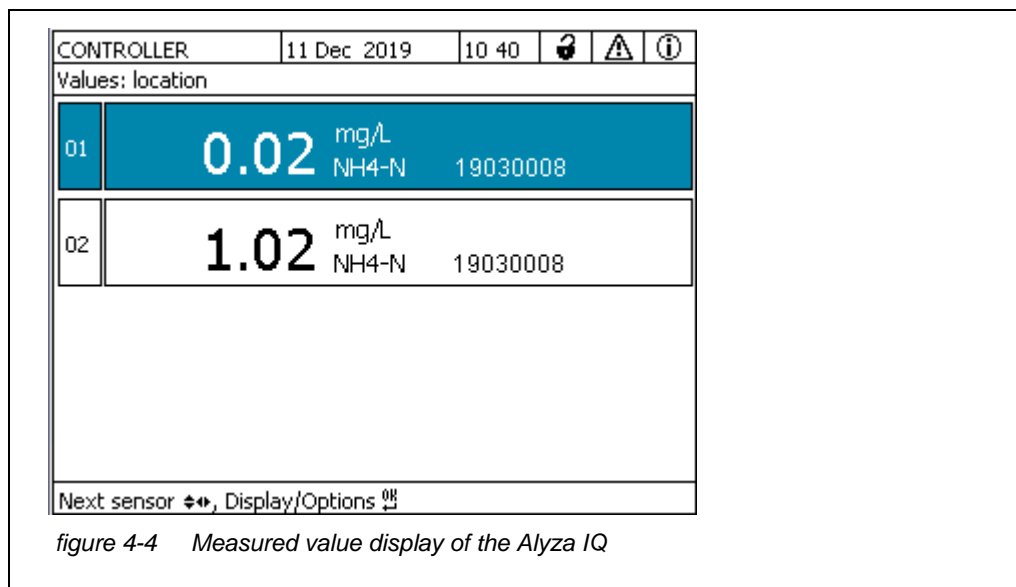 CONTROLLER 11 Dec 2019 10 40
Values: location
01 0.02 mg/L NH4-N 19030008
02 1.02 mg/L NH4-N 19030008
Next sensor, Display/Options OK
figure 4-4 Measured value display of the Alyza IQ